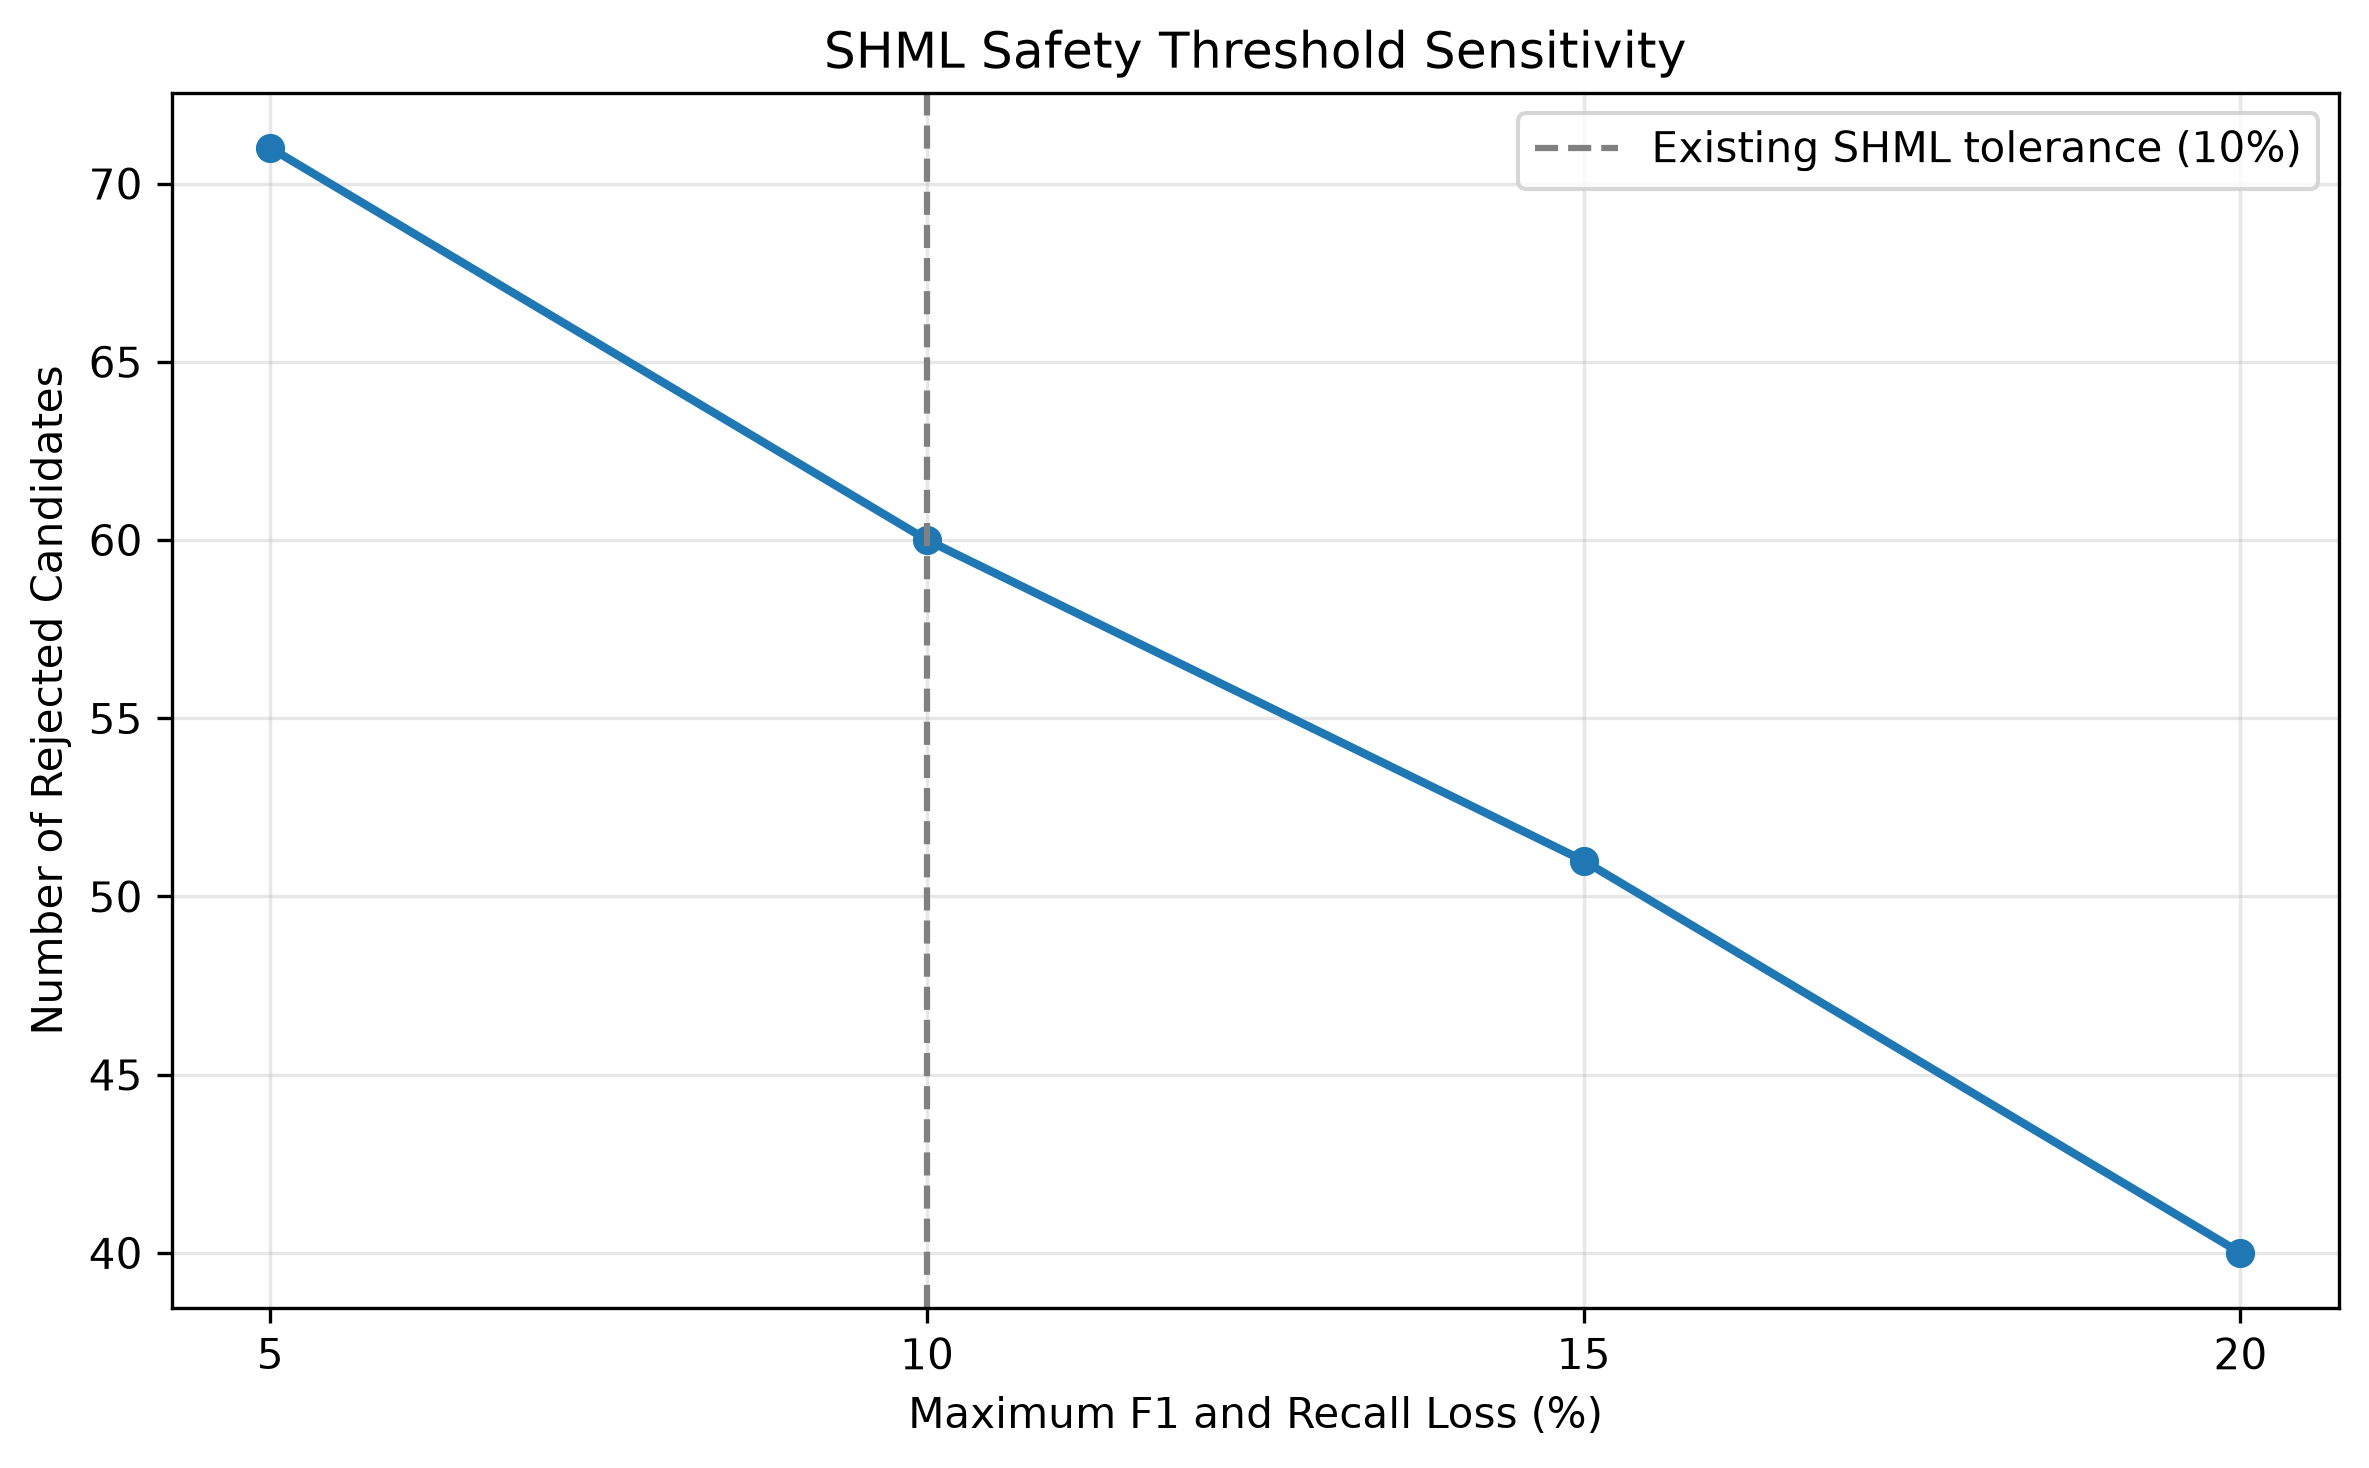 SHML Safety Threshold Sensitivity
Existing SHML tolerance (10%)
Number of Rejected Candidates
70
65
60
55
50
45
40
5
10
15
20
Maximum F1 and Recall Loss (%)